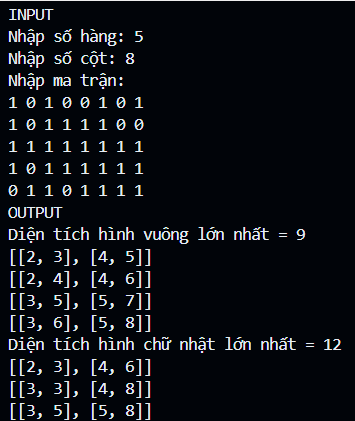 INPUT
Nhập số hàng: 5
Nhập số cột: 8
Nhập ma trận:
1 0 1 0 0 1 0 1
1 0 1 1 1 1 0 0
1 1 1 1 1 1 1 1
1 0 1 1 1 1 1 1
0 1 1 0 1 1 1 1
OUTPUT
Diện tích hình vuông lớn nhất = 9
[[2, 3], [4, 5]]
[[2, 4], [4, 6]]
[[3, 5], [5, 7]]
[[3, 6], [5, 8]]
Diện tích hình chữ nhật lớn nhất = 12
[[2, 3], [4, 6]]
[[3, 3], [4, 8]]
[[3, 5], [5, 8]]